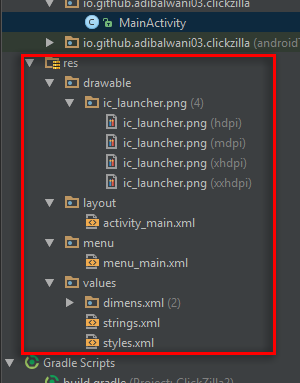 io.github.adibalwani03.clickzilla
MainActivity
io.github.adibalwani03.clickzilla (android
res
drawable
ic_launcher.png (4)
ic_launcher.png (hdpi)
ic_launcher.png (mdpi)
ic_launcher.png (xhdpi)
ic_launcher.png (xxhdpi)
layout
activity_main.xml
menu
menu_main.xml
values
dimens.xml (2)
strings.xml
styles.xml
Gradle Scripts
build.gradle (Project: ClickZilla2)